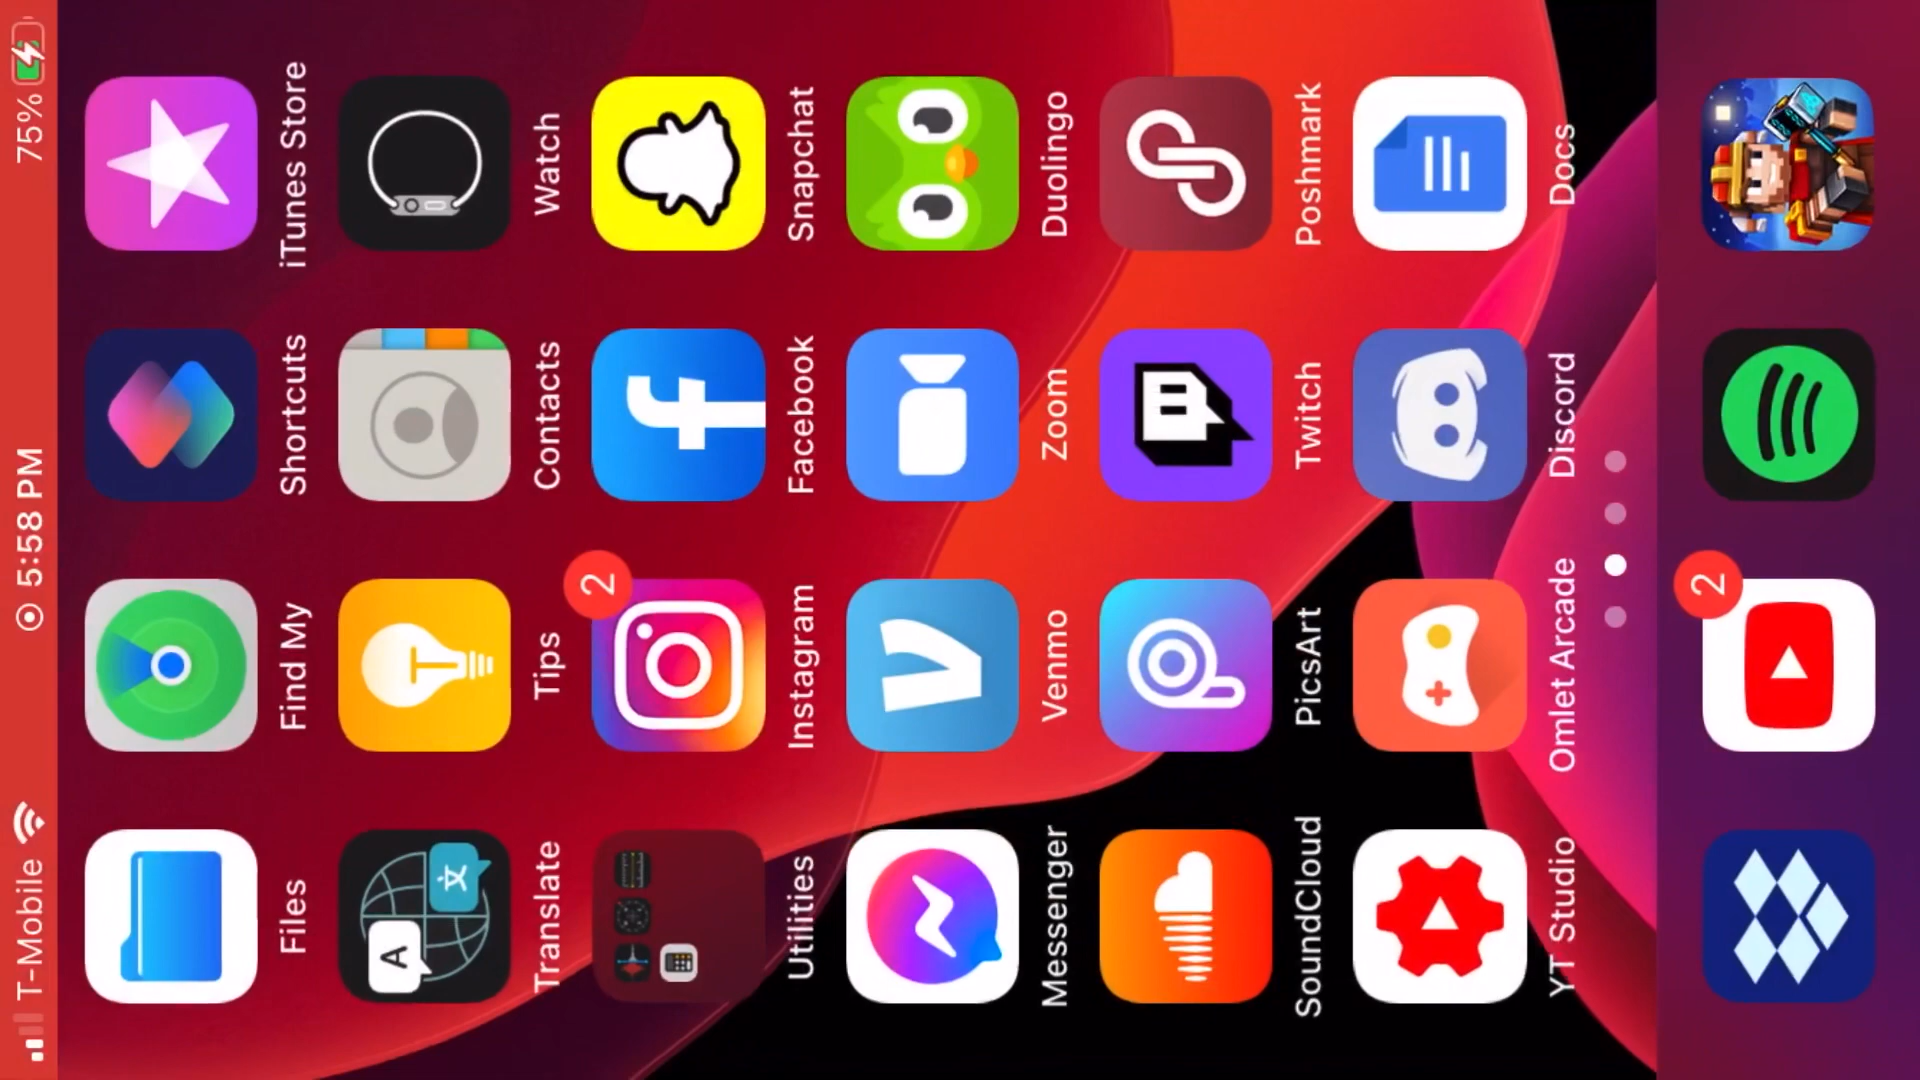 T-Mobile 5:58 PM 75%
Files Find My Shortcuts iTunes Store
A 文
Translate Tips Contacts Watch
2
Utilities Instagram Facebook Snapchat
Messenger Venmo Zoom Duolingo
SoundCloud PicsArt Twitch Poshmark
YT Studio Omlet Arcade Discord Docs
2